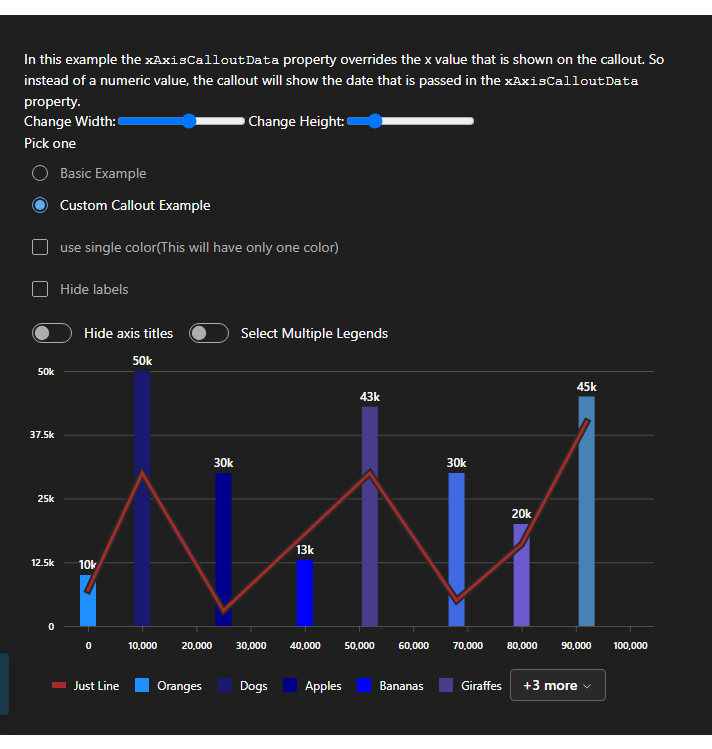 In this example the xAxisCalloutData property overrides the x value that is shown on the callout. So
instead of a numeric value, the callout will show the date that is passed in the xAxisCalloutData
property.
Change Width: Change Height:
Pick one
Basic Example
Custom Callout Example
use single color(This will have only one color)
Hide labels
Hide axis titles Select Multiple Legends
50k
50k
45k
43k
37.5k
30k
30k
25k
20k
13k
12.5k
10k
0
0 10,000 20,000 30,000 40,000 50,000 60,000 70,000 80,000 90,000 100,000
Just Line Oranges Dogs Apples Bananas Giraffes +3 more